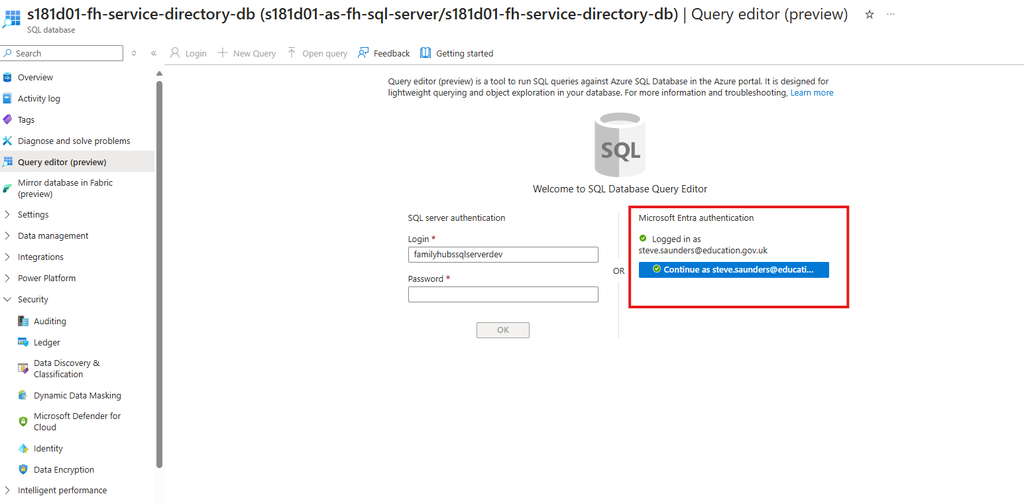 s181d01-fh-service-directory-db (s181d01-as-fh-sql-server/s181d01-fh-service-directory-db) | Query editor (preview) ☆ ...
SQL database
Search
Login New Query Open query Feedback Getting started
Overview
Activity log
Tags
Diagnose and solve problems
Query editor (preview)
Mirror database in Fabric
(preview)
Settings
Data management
Integrations
Power Platform
Security
Auditing
Ledger
Data Discovery &
Classification
Dynamic Data Masking
Microsoft Defender for
Cloud
Identity
Data Encryption
Intelligent performance
Query editor (preview) is a tool to run SQL queries against Azure SQL Database in the Azure portal. It is designed for
lightweight querying and object exploration in your database. For more information and troubleshooting, Learn more
SQL
Welcome to SQL Database Query Editor
SQL server authentication
Login *
familyhubssqlserverdev
Password *
OK
OR
Microsoft Entra authentication
Logged in as
steve.saunders@education.gov.uk
Continue as steve.saunders@educati...